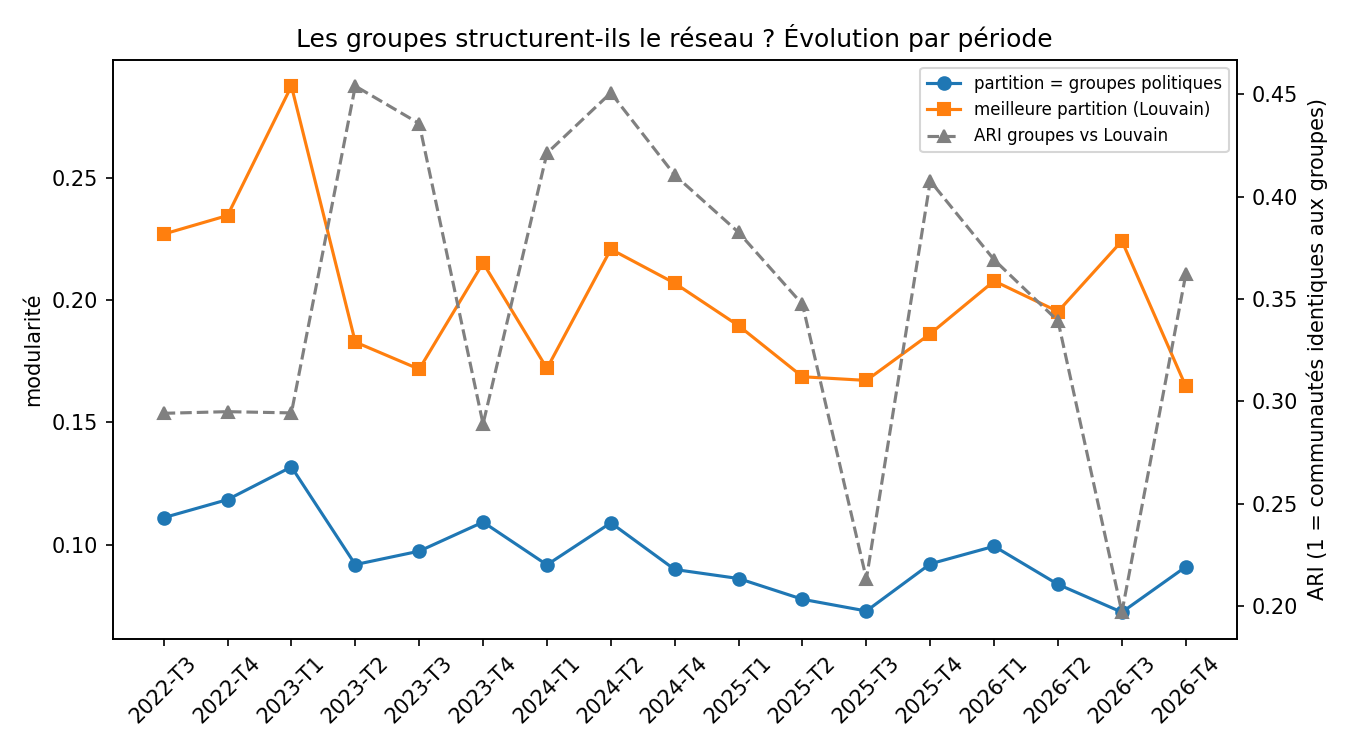 Les groupes structurent-ils le réseau ? Évolution par période
partition = groupes politiques
meilleure partition (Louvain)
ARI groupes vs Louvain
modularité
0.25
0.20
0.15
0.10
0.45
0.40
0.35
0.30
0.25
0.20
ARI (1 = communautés identiques aux groupes)
2022-T3
2022-T4
2023-T1
2023-T2
2023-T3
2023-T4
2024-T1
2024-T2
2024-T4
2025-T1
2025-T2
2025-T3
2025-T4
2026-T1
2026-T2
2026-T3
2026-T4